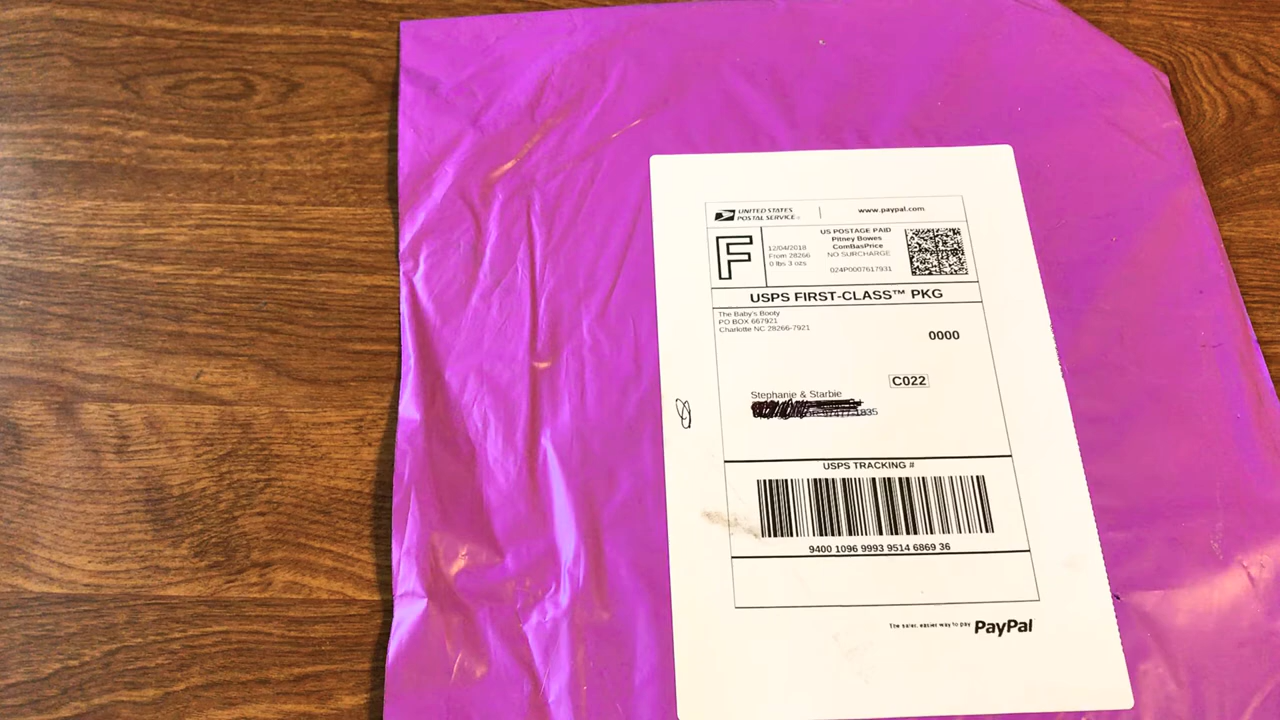 UNITED STATES
POSTAL SERVICE®
www.paypal.com
F
12/04/2018
From 28266
0 lbs 3 ozs
US POSTAGE PAID
Pitney Bowes
ComBasPrice
NO SURCHARGE
024P0007617931
USPS FIRST-CLASS™ PKG
The Baby's Booty
PO BOX 667921
Charlotte NC 28266-7921
0000
C022
Stephanie & Starbie
1835
USPS TRACKING #
9400 1096 9993 9514 6869 36
The safer, easier way to pay PayPal